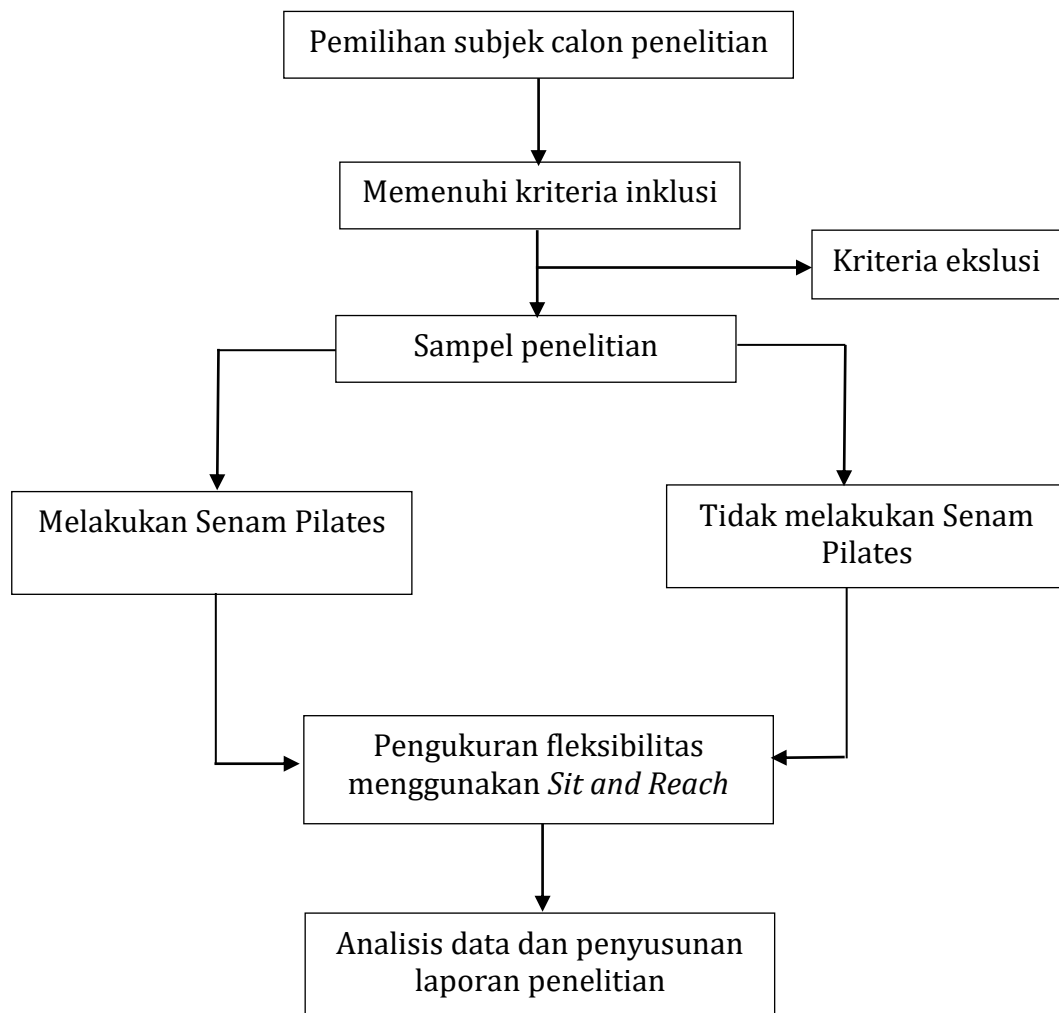 Pemilihan subjek calon penelitian
Memenuhi kriteria inklusi
Kriteria ekslusi
Sampel penelitian
Melakukan Senam Pilates
Tidak melakukan Senam
Pilates
Pengukuran fleksibilitas
menggunakan Sit and Reach
Analisis data dan penyusunan
laporan penelitian